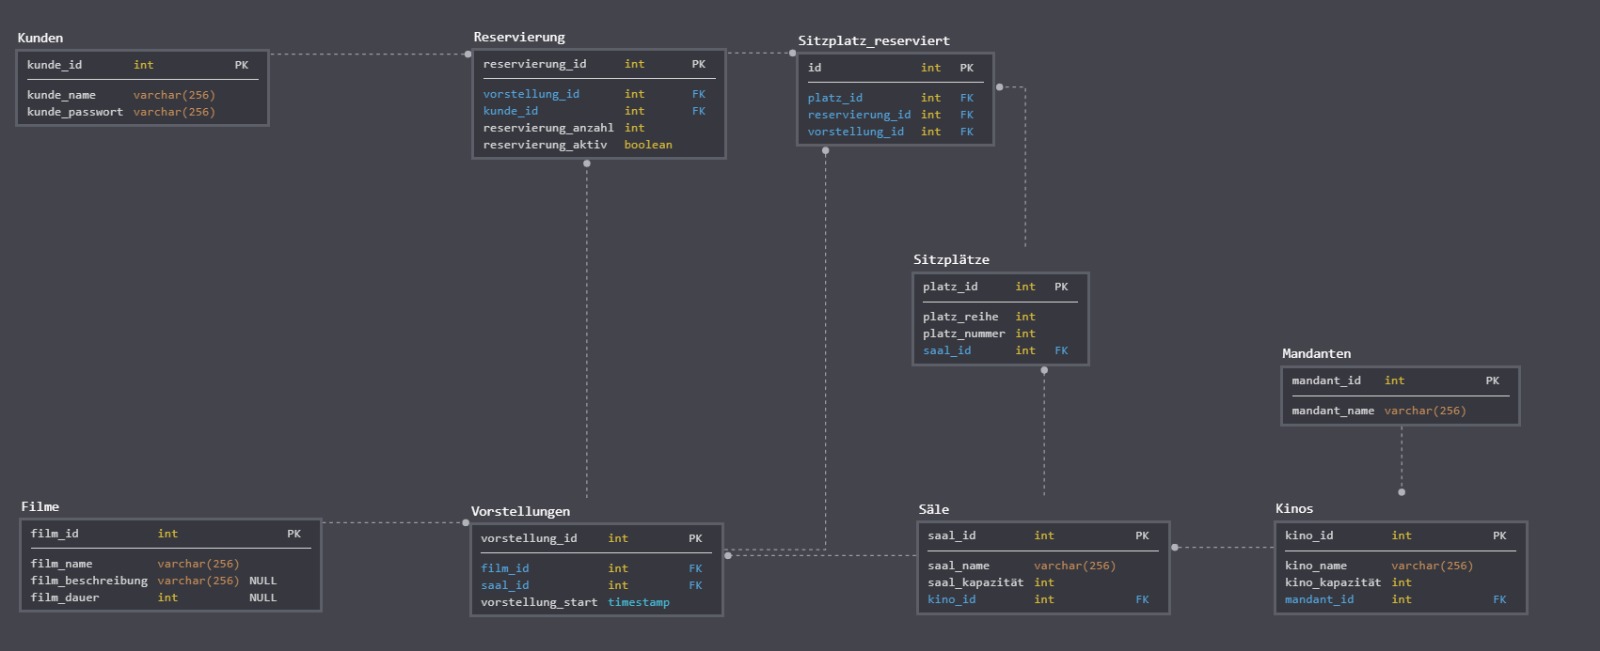 Kunden
kunde_id int PK
kunde_name varchar(256)
kunde_passwort varchar(256)
Reservierung
reservierung_id int PK
vorstellung_id int FK
kunde_id int FK
reservierung_anzahl int
reservierung_aktiv boolean
Sitzplatz_reserviert
id int PK
platz_id int FK
reservierung_id int FK
vorstellung_id int FK
Sitzplätze
platz_id int PK
platz_reihe int
platz_nummer int
saal_id int FK
Mandanten
mandant_id int PK
mandant_name varchar(256)
Filme
film_id int PK
film_name varchar(256)
film_beschreibung varchar(256) NULL
film_dauer int NULL
Vorstellungen
vorstellung_id int PK
film_id int FK
saal_id int FK
vorstellung_start timestamp
Säle
saal_id int PK
saal_name varchar(256)
saal_kapazität int
kino_id int FK
Kinos
kino_id int PK
kino_name varchar(256)
kino_kapazität int
mandant_id int FK